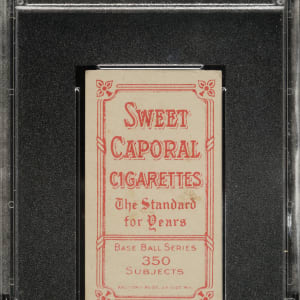 SWEET
CAPORAL
CIGARETTES
The Standard
for Years
BASE BALL SERIES
350
SUBJECTS